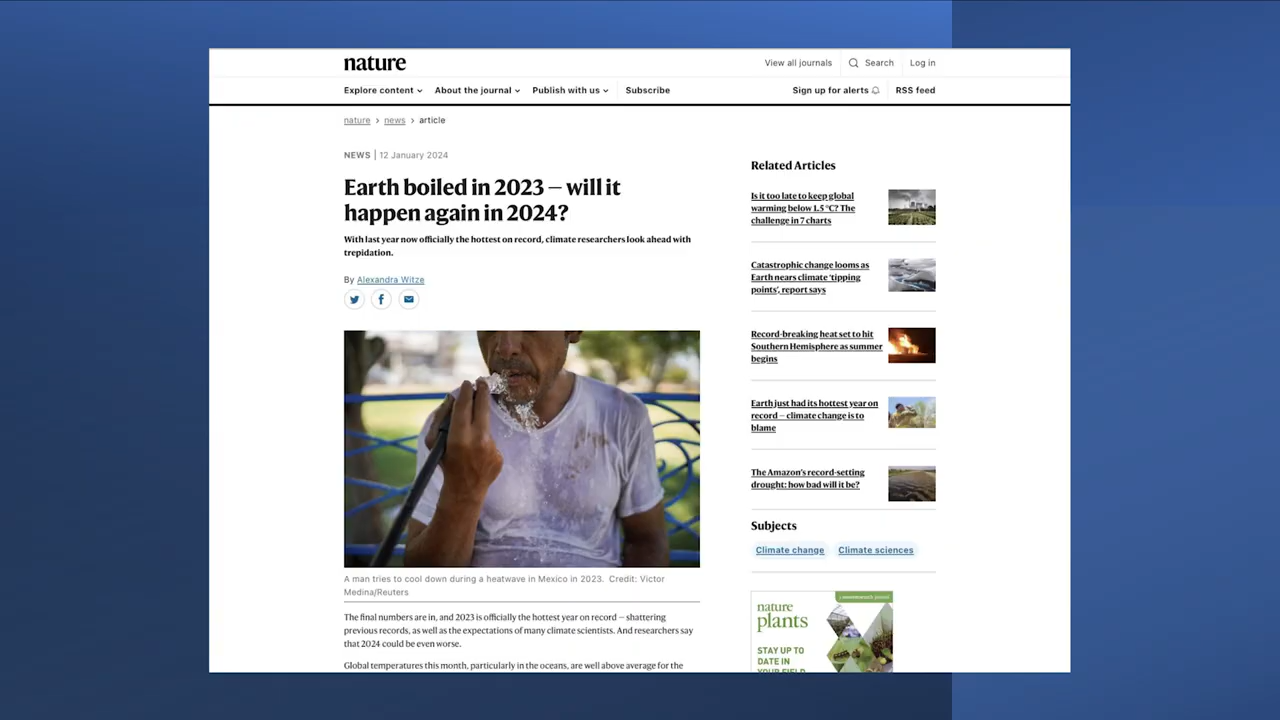 nature
View all journals
Search
Log in
Explore content
About the journal
Publish with us
Subscribe
Sign up for alerts
RSS feed
nature > news > article
NEWS | 12 January 2024
Earth boiled in 2023 — will it
happen again in 2024?
With last year now officially the hottest on record, climate researchers look ahead with
trepidation.
By Alexandra Witze
A man tries to cool down during a heatwave in Mexico in 2023. Credit: Victor
Medina/Reuters
The final numbers are in, and 2023 is officially the hottest year on record — shattering
previous records, as well as the expectations of many climate scientists. And researchers say
that 2024 could be even worse.
Global temperatures this month, particularly in the oceans, are well above average for the
Related Articles
Is it too late to keep global
warming below 1.5 °C? The
challenge in 7 charts
Catastrophic change looms as
Earth nears climate ‘tipping
points’, report says
Record-breaking heat set to hit
Southern Hemisphere as summer
begins
Earth just had its hottest year on
record — climate change is to
blame
The Amazon’s record-setting
drought: how bad will it be?
Subjects
Climate change
Climate sciences
nature
plants
STAY UP TO
DATE IN
YOUR FIELD